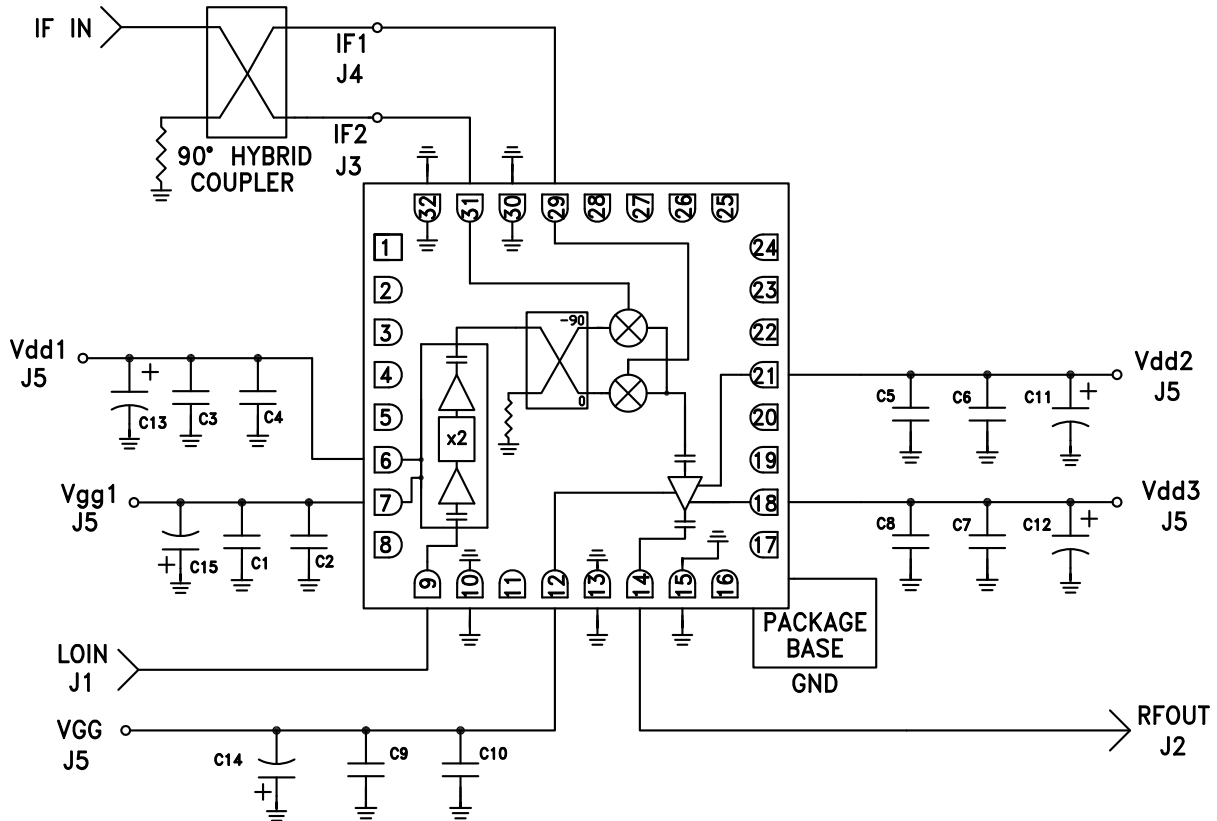 IF IN
IF1
J4
IF2
J3
90° HYBRID
COUPLER
32
31
30
29
28
27
26
25
1
2
3
4
5
6
7
8
24
23
22
21
20
19
18
17
-90
0
x2
Vdd1
J5
+
C13
C3
C4
Vgg1
J5
+
C15
C1
C2
Vdd2
J5
C5
C6
C11
+
Vdd3
J5
C8
C7
C12
+
9
10
11
12
13
14
15
16
PACKAGE
BASE
GND
LOIN
J1
VGG
J5
C14
+
C9
C10
RFOUT
J2